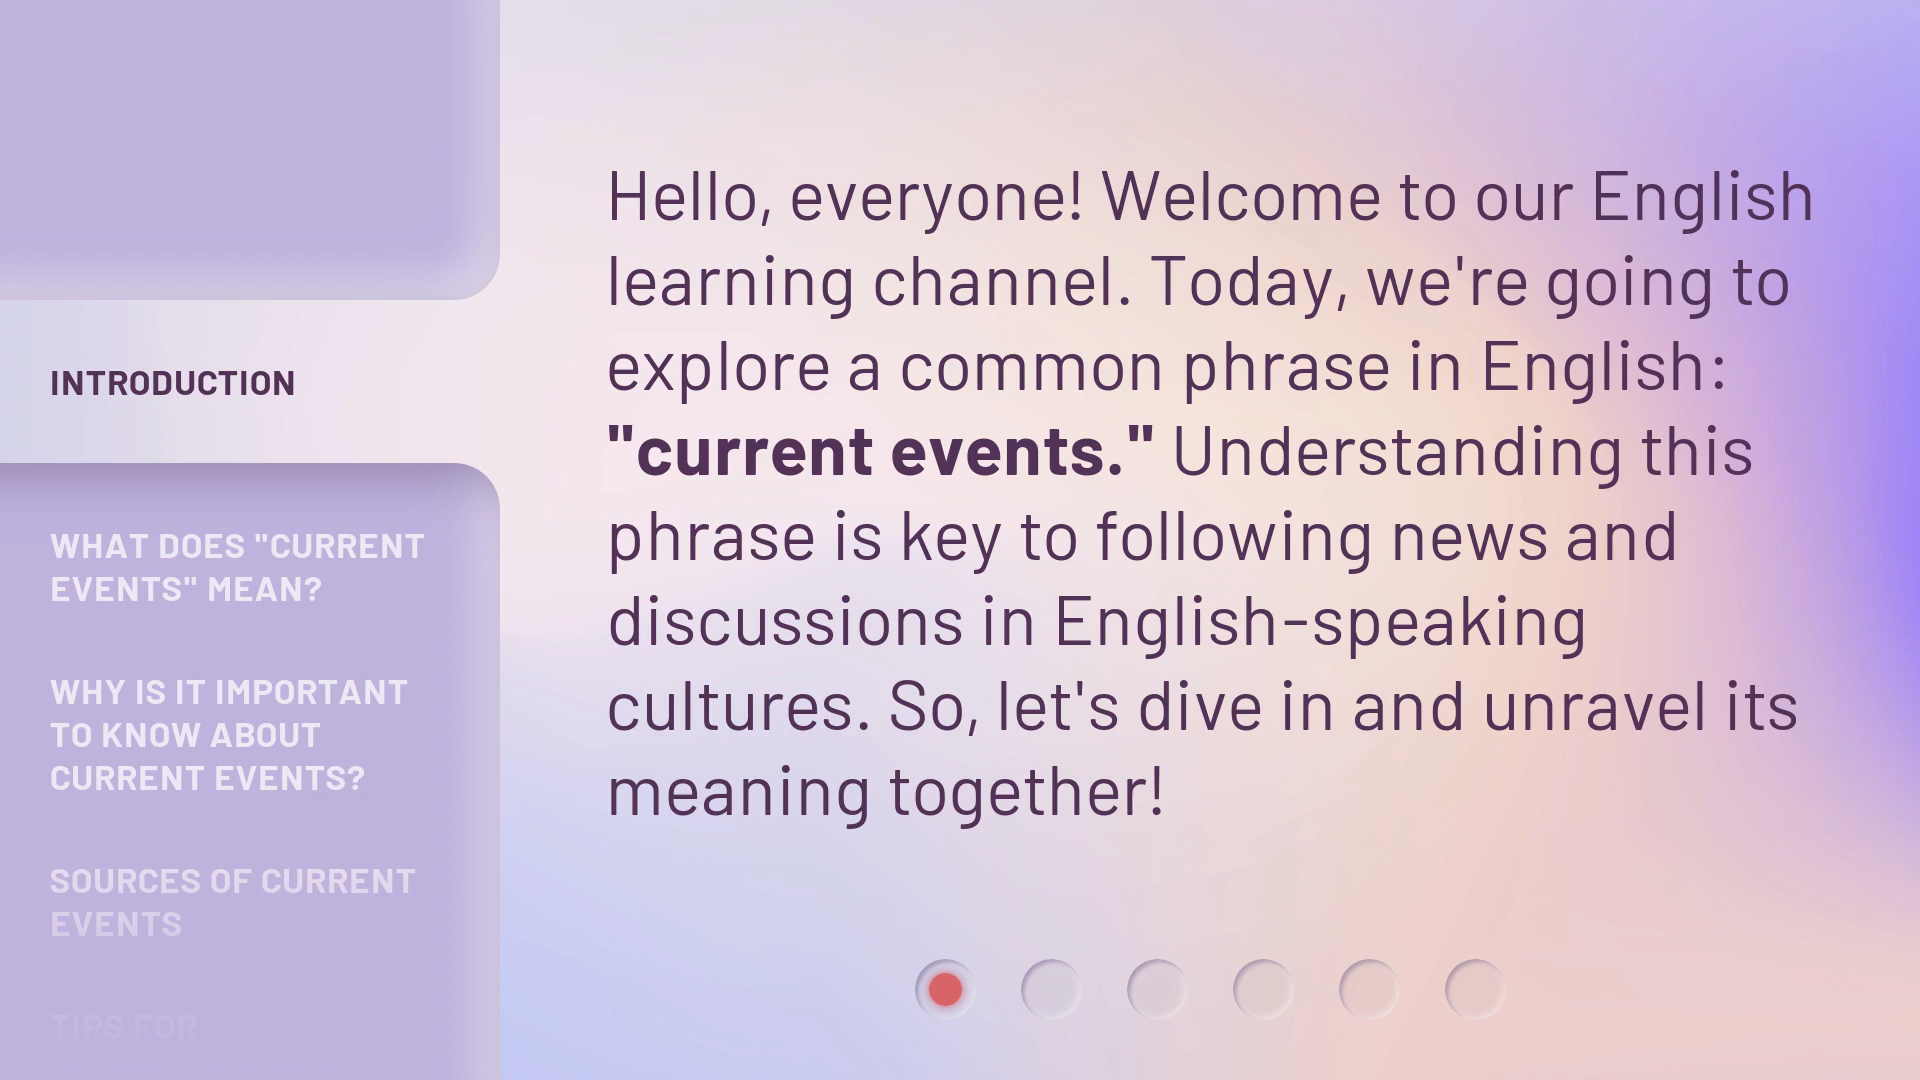 INTRODUCTION
WHAT DOES "CURRENT
EVENTS" MEAN?
WHY IS IT IMPORTANT
TO KNOW ABOUT
CURRENT EVENTS?
SOURCES OF CURRENT
EVENTS
TIPS FOR
Hello, everyone! Welcome to our English
learning channel. Today, we're going to
explore a common phrase in English:
"current events." Understanding this
phrase is key to following news and
discussions in English-speaking
cultures. So, let's dive in and unravel its
meaning together!